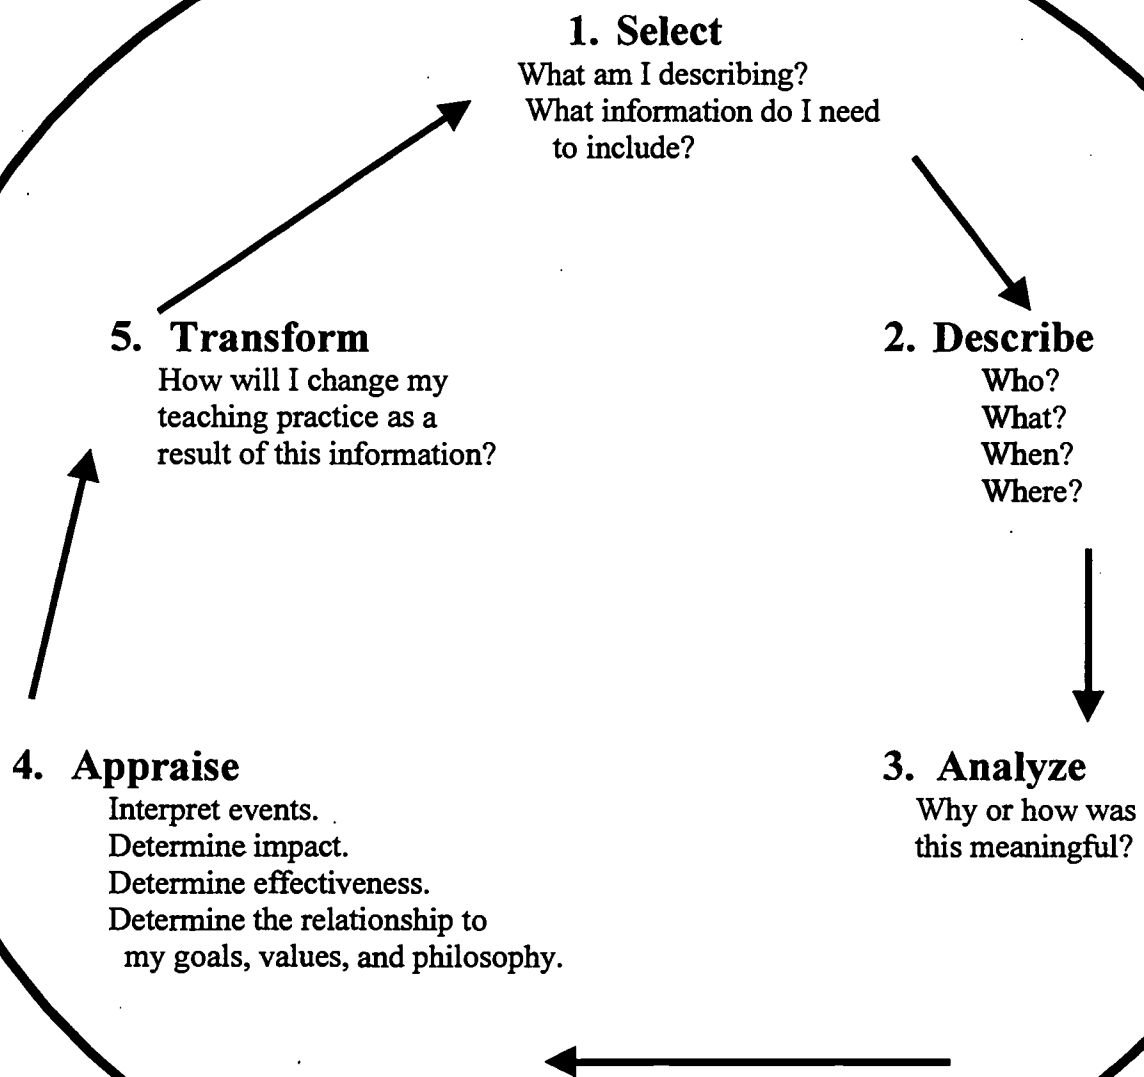 1. Select
What am I describing?
What information do I need
to include?
2. Describe
Who?
What?
When?
Where?
3. Analyze
Why or how was
this meaningful?
4. Appraise
Interpret events.
Determine impact.
Determine effectiveness.
Determine the relationship to
my goals, values, and philosophy.
5. Transform
How will I change my
teaching practice as a
result of this information?